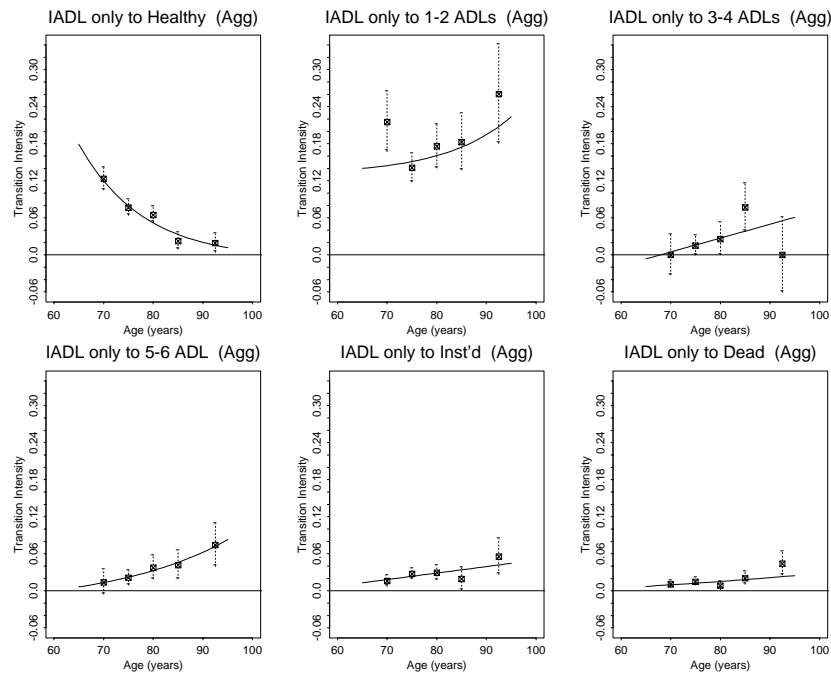 IADL only to Healthy (Agg)
Transition Intensity
-0.06 0.0 0.06 0.12 0.18 0.24 0.30
60 70 80 90 100
Age (years)
IADL only to 1-2 ADLs (Agg)
Transition Intensity
-0.06 0.0 0.06 0.12 0.18 0.24 0.30
60 70 80 90 100
Age (years)
IADL only to 3-4 ADLs (Agg)
Transition Intensity
-0.06 0.0 0.06 0.12 0.18 0.24 0.30
60 70 80 90 100
Age (years)
IADL only to 5-6 ADL (Agg)
Transition Intensity
-0.06 0.0 0.06 0.12 0.18 0.24 0.30
60 70 80 90 100
Age (years)
IADL only to Inst'd (Agg)
Transition Intensity
-0.06 0.0 0.06 0.12 0.18 0.24 0.30
60 70 80 90 100
Age (years)
IADL only to Dead (Agg)
Transition Intensity
-0.06 0.0 0.06 0.12 0.18 0.24 0.30
60 70 80 90 100
Age (years)